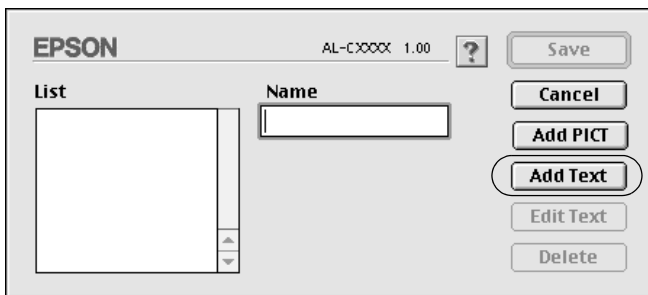 EPSON
AL-CXXXX 1.00
?
Save
List
Name
Cancel
Add PICT
Add Text
Edit Text
Delete